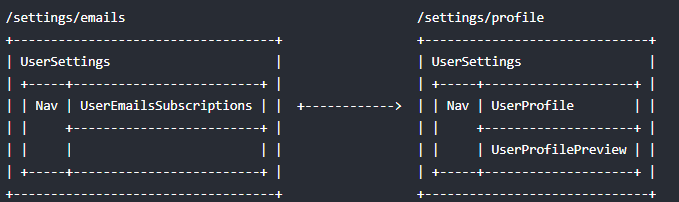 /settings/emails /settings/profile
+-----------------------------------+ +------------------------------+
| UserSettings | | UserSettings |
| +-----+-------------------------+ | | +-----+--------------------+ |
| | Nav | UserEmailsSubscriptions | | +------------> | | Nav | UserProfile | |
| | +-------------------------+ | | | +--------------------+ |
| | | | | | | | UserProfilePreview | |
| +-----+-------------------------+ | | +-----+--------------------+ |
+-----------------------------------+ +------------------------------+